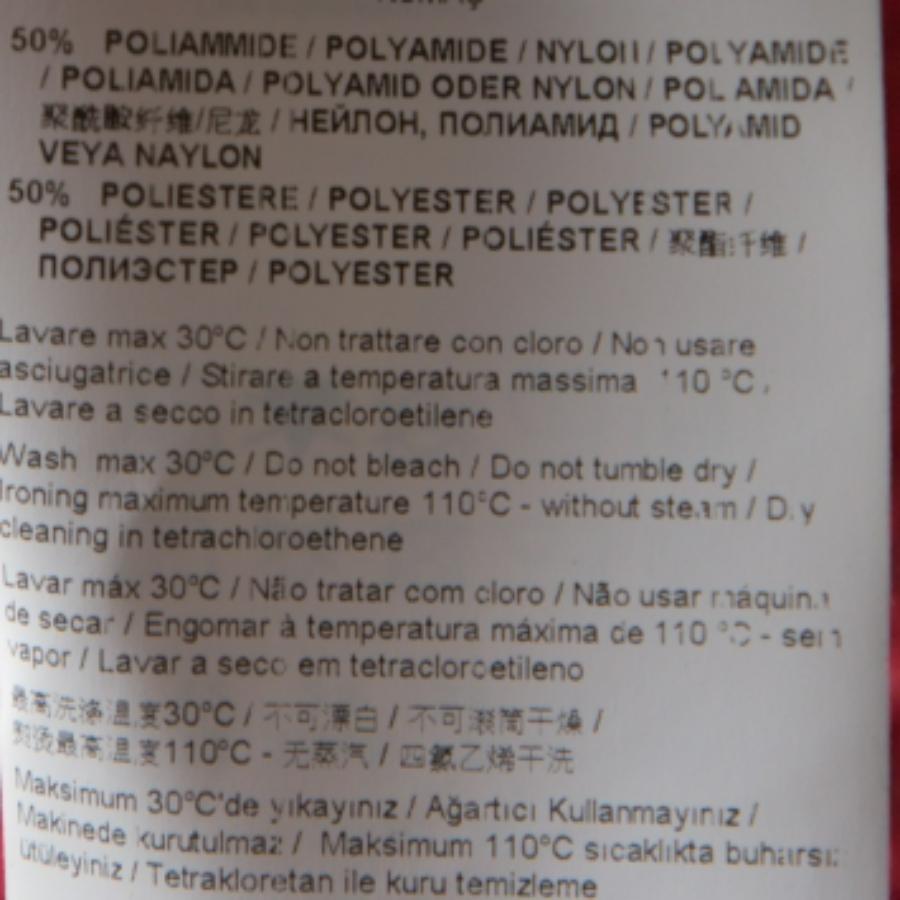 50% POLIAMMIDE / POLYAMIDE / NYLON / POLYAMIDE
/ POLIAMIDA / POLYAMID ODER NYLON / POLIAMIDA /
聚酰胺纤维/尼龙 / НЕЙЛОН, ПОЛИАМИД / POLYAMID
VEYA NAYLON
50% POLIESTERE / POLYESTER / POLYESTER /
POLIÉSTER / POLYESTER / POLIÉSTER / 聚酯纤维 /
ПОЛИЭСТЕР / POLYESTER
Lavare max 30°C / Non trattare con cloro / Non usare
asciugatrice / Stirare a temperatura massima 110 °C /
Lavare a secco in tetracloroetilene
Wash max 30°C / Do not bleach / Do not tumble dry /
Ironing maximum temperature 110°C - without steam / Dry
cleaning in tetrachloroethene
Lavar máx 30°C / Não tratar com cloro / Não usar máquina
de secar / Engomar à temperatura máxima de 110 °C - sem
vapor / Lavar a seco em tetracloroetileno
最高洗涤温度30°C / 不可漂白 / 不可滚筒干燥 /
熨烫最高温度110°C - 无蒸汽 / 四氯乙烯干洗
Maksimum 30°C'de yıkayınız / Ağartıcı Kullanmayınız /
Makinede kurutulmaz / Maksimum 110°C sıcaklıkta buharsız
ütüleyiniz / Tetrakloretan ile kuru temizleme